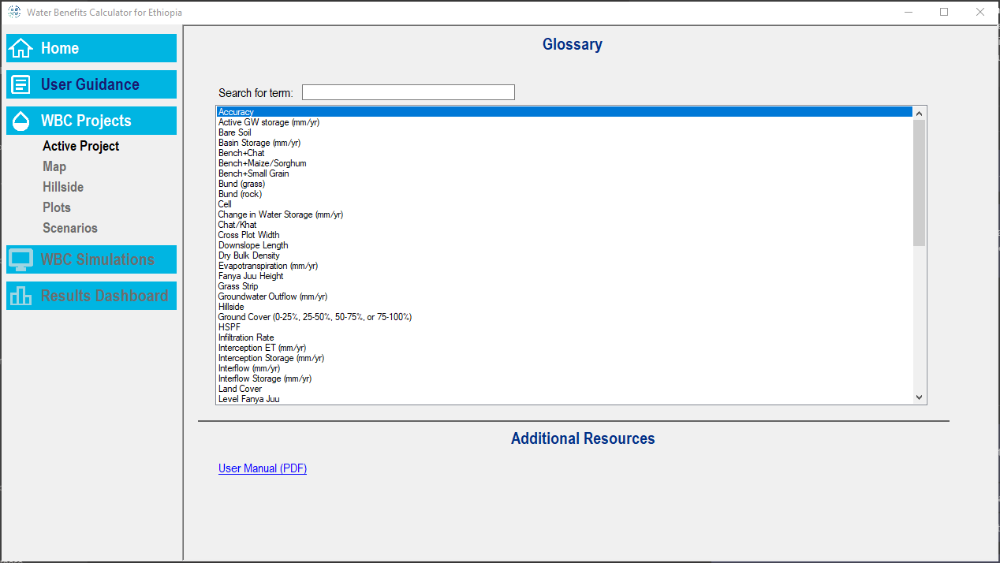 Water Benefits Calculator for Ethiopia
Home
User Guidance
WBC Projects
Active Project
Map
Hillside
Plots
Scenarios
WBC Simulations
Results Dashboard
Glossary
Search for term:
Accuracy
Active GW storage (mm/yr)
Bare Soil
Basin Storage (mm/yr)
Bench+Chat
Bench+Maize/Sorghum
Bench+Small Grain
Bund (grass)
Bund (rock)
Cell
Change in Water Storage (mm/yr)
Chat/Khat
Cross Plot Width
Downslope Length
Dry Bulk Density
Evapotranspiration (mm/yr)
Fanya Juu Height
Grass Strip
Groundwater Outflow (mm/yr)
Hillside
Ground Cover (0-25%, 25-50%, 50-75%, or 75-100%)
HSPF
Infiltration Rate
Interception ET (mm/yr)
Interception Storage (mm/yr)
Interflow (mm/yr)
Interflow Storage (mm/yr)
Land Cover
Level Fanya Juu
Additional Resources
User Manual (PDF)